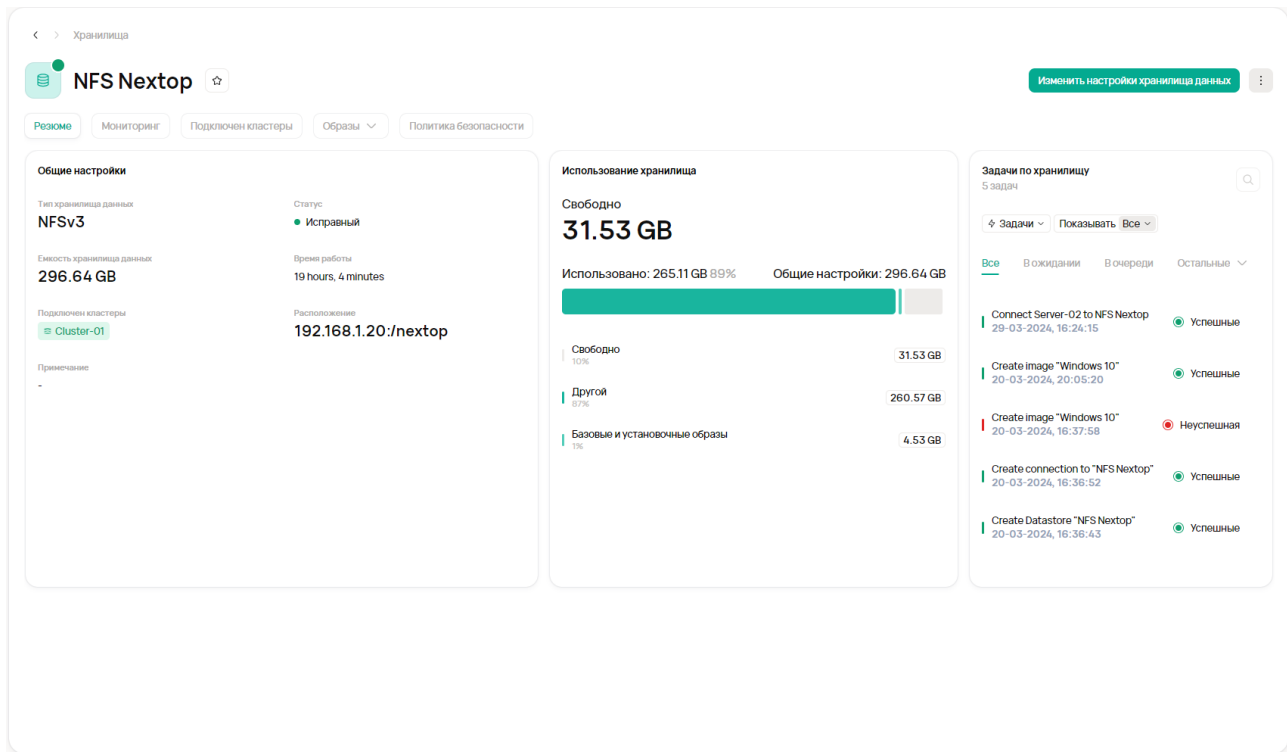 Хранилища
NFS Nextop
Изменить настройки хранилища данных
Резюме
Мониторинг
Подключен кластеры
Образы
Политика безопасности
Общие настройки
Тип хранилища данных
NFSv3
Статус
Исправный
Емкость хранилища данных
296.64 GB
Время работы
19 hours, 4 minutes
Подключен кластеры
Cluster-01
Расположение
192.168.1.20:/nextop
Примечание
-
Использование хранилища
Свободно
31.53 GB
Использовано: 265.11 GB 89%
Общие настройки: 296.64 GB
Свободно
10%
31.53 GB
Другой
87%
260.57 GB
Базовые и установочные образы
1%
4.53 GB
Задачи по хранилищу
5 задач
Задачи
Показывать Все
Все
В ожидании
В очереди
Остальные
Connect Server-02 to NFS Nextop
29-03-2024, 16:24:15
Успешные
Create image "Windows 10"
20-03-2024, 20:05:20
Успешные
Create image "Windows 10"
20-03-2024, 16:37:58
Неуспешная
Create connection to "NFS Nextop"
20-03-2024, 16:36:52
Успешные
Create Datastore "NFS Nextop"
20-03-2024, 16:36:43
Успешные